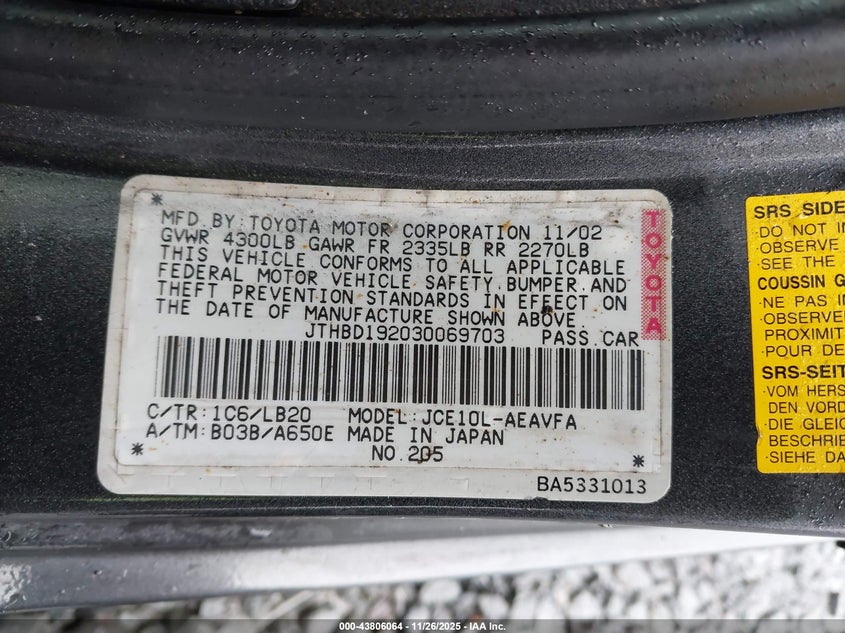 MFD BY:TOYOTA MOTOR CORPORATION 11/02
GVWR 4300LB GAWR FR 2335LB RR 2270LB
THIS VEHICLE CONFORMS TO ALL APPLICABLE
FEDERAL MOTOR VEHICLE SAFETY,BUMPER,AND
THEFT PREVENTION STANDARDS IN EFFECT ON
THE DATE OF MANUFACTURE SHOWN ABOVE.
JTHBD192030069703 PASS.CAR
C/TR:1C6/LB20 MODEL:JCE10L-AEAVFA
A/TM:B03B/A650E MADE IN JAPAN
NO.205
BA5331013
TOYOTA
SRS SIDE
DO NOT IN
OBSERVE
SEE THE
COUSSIN G
·NE PAS IN
OBSERVE
PROXIMIT
·POUR DE
SRS-SEIT
·VOM HERS
DEN VORD
·DIE GLEIC
BESCHRIE
·SIEHE DA
000-43806064 - 11/26/2025 - IAA Inc.